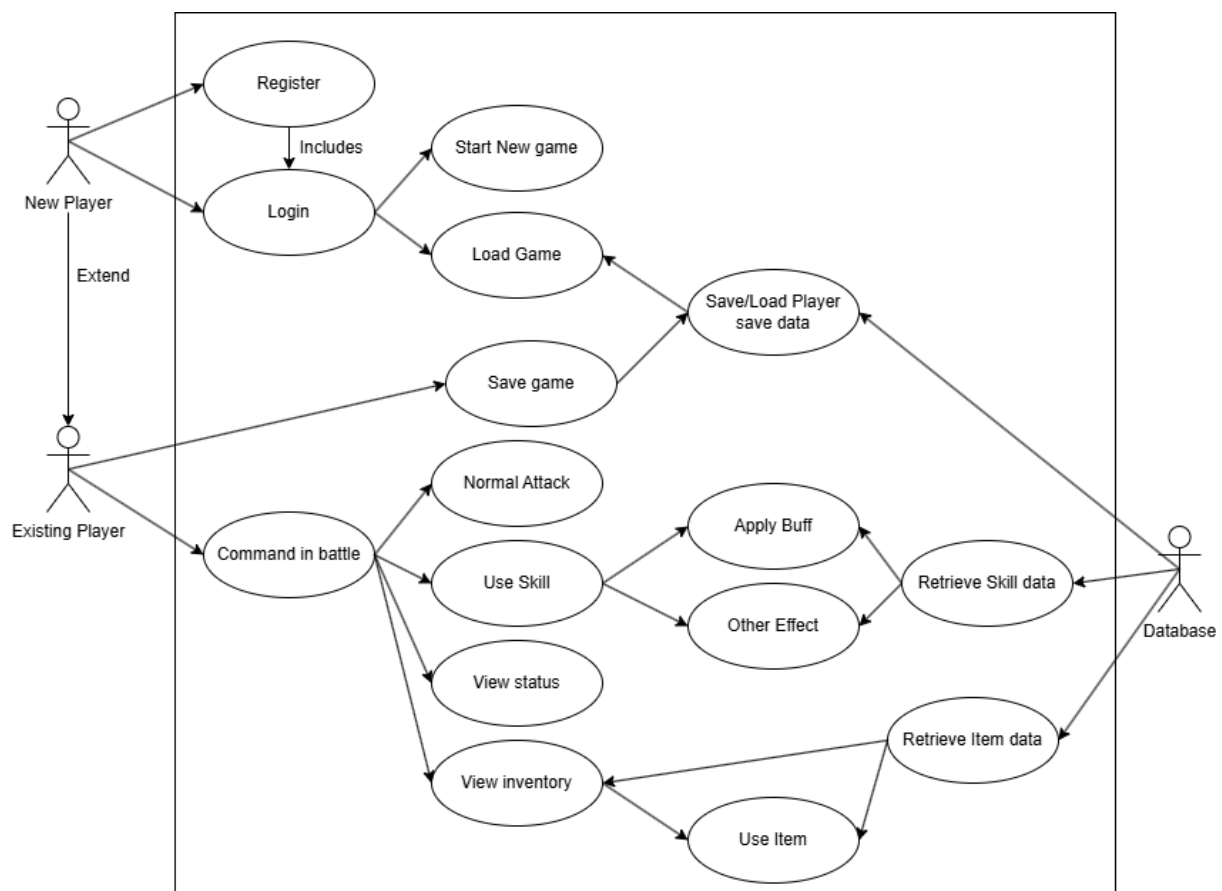 Register
Includes
Start New game
New Player
Login
Load Game
Extend
Save/Load Player
save data
Save game
Normal Attack
Existing Player
Command in battle
Apply Buff
Use Skill
Retrieve Skill data
Other Effect
Database
View status
Retrieve Item data
View inventory
Use Item